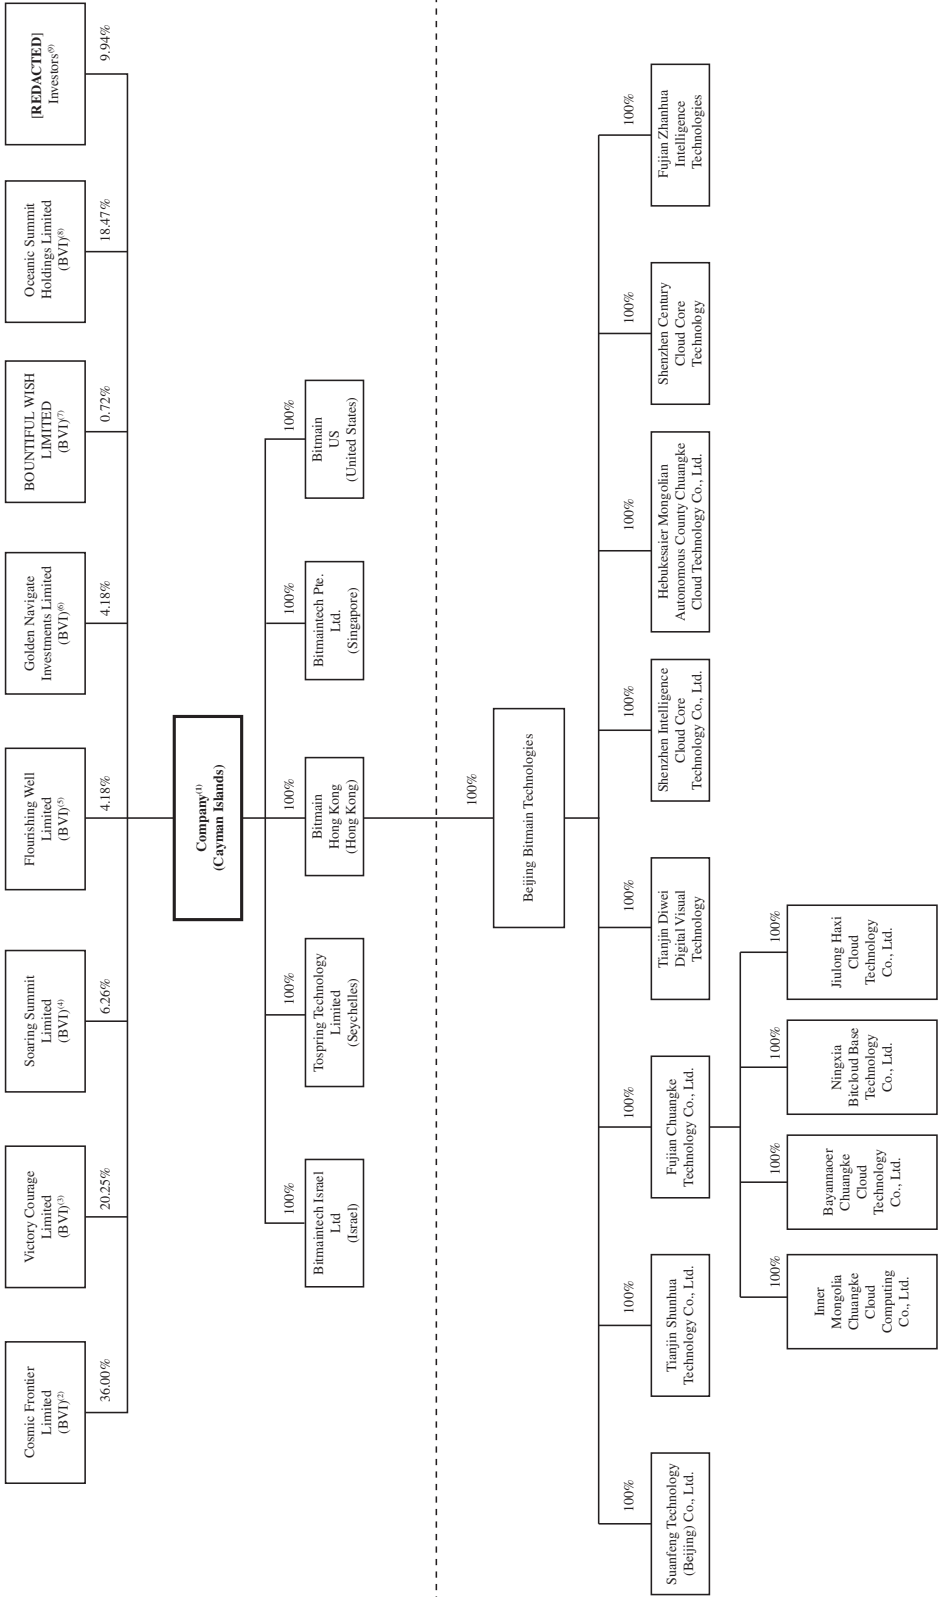 Cosmic Frontier
Limited
(BVI)(2)
36.00%
Victory Courage
Limited
(BVI)(3)
20.25%
Soaring Summit
Limited
(BVI)(4)
6.26%
Flourishing Well
Limited
(BVI)(5)
4.18%
Golden Navigate
Investments Limited
(BVI)(6)
4.18%
BOUNTIFUL WISH
LIMITED
(BVI)(7)
0.72%
Oceanic Summit
Holdings Limited
(BVI)(8)
18.47%
[REDACTED]
Investors(9)
9.94%
Company(1)
(Cayman Islands)
100%
Bitmaintech Israel
Ltd
(Israel)
100%
Tospring Technology
Limited
(Seychelles)
100%
Bitmain
Hong Kong
(Hong Kong)
100%
Bitmaintech Pte.
Ltd.
(Singapore)
100%
Bitmain
US
(United States)
100%
Beijing Bitmain Technologies
100%
Suanfeng Technology
(Beijing) Co., Ltd.
100%
Tianjin Shunhua
Technology Co., Ltd.
100%
Fujian Chuangke
Technology Co., Ltd.
100%
Tianjin Diwei
Digital Visual
Technology
100%
Shenzhen Intelligence
Cloud Core
Technology Co., Ltd.
100%
Hebukesaier Mongolian
Autonomous County Chuangke
Cloud Technology Co., Ltd.
100%
Shenzhen Century
Cloud Core
Technology
100%
Fujian Zhanhua
Intelligence
Technologies
100%
Inner
Mongolia
Chuangke
Cloud
Computing
Co., Ltd.
100%
Bayannaoer
Chuangke
Cloud
Technology
Co., Ltd.
100%
Ningxia
Bitcloud Base
Technology
Co., Ltd.
100%
Jiulong Haxi
Cloud
Technology
Co., Ltd.